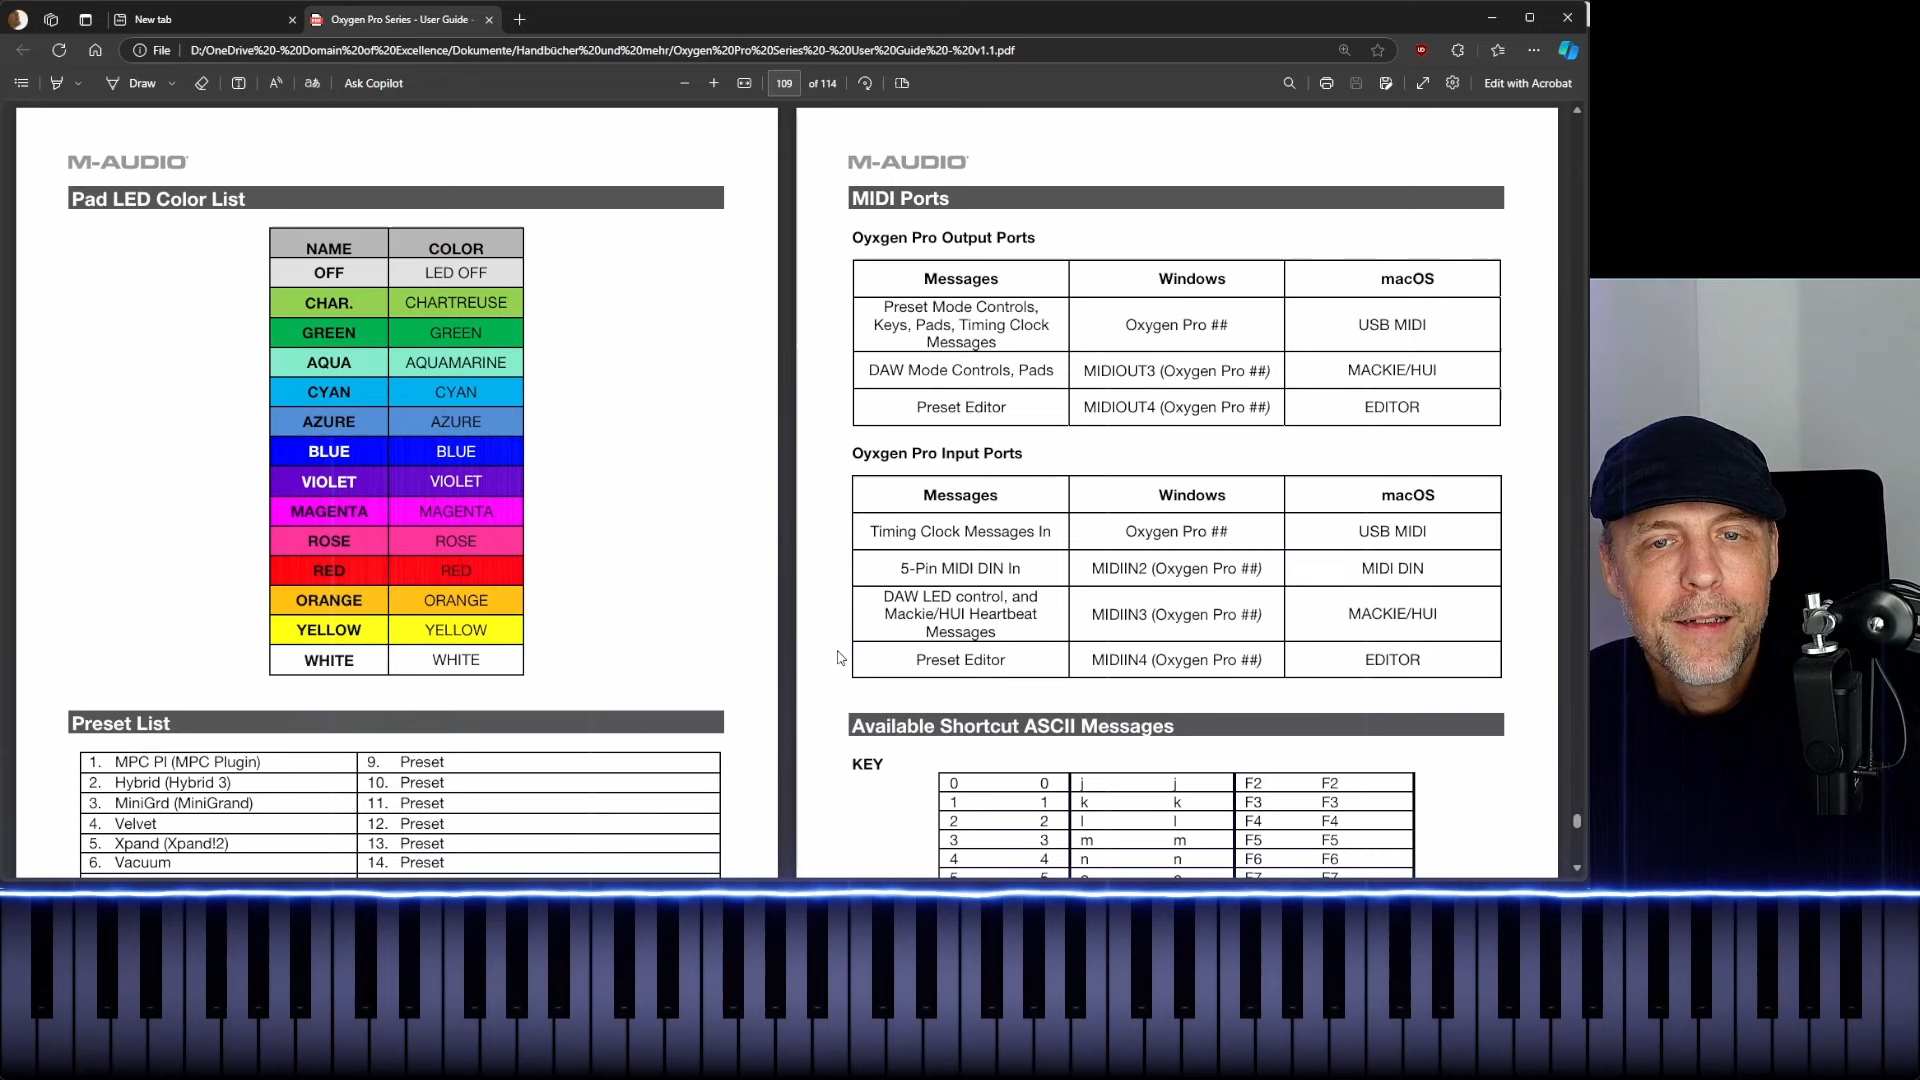 New tab
Oxygen Pro Series - User Guide -
File
D:/OneDrive%20-%20Domain%20of%20Excellence/Dokumente/Handbücher%20und%20mehr/Oxygen%20Pro%20Series%20-%20User%20Guide%20-%20v1.1.pdf
Draw
Ask Copilot
109 of 114
Edit with Acrobat
M-AUDIO
Pad LED Color List
NAME COLOR
OFF LED OFF
CHAR. CHARTREUSE
GREEN GREEN
AQUA AQUAMARINE
CYAN CYAN
AZURE AZURE
BLUE BLUE
VIOLET VIOLET
MAGENTA MAGENTA
ROSE ROSE
RED RED
ORANGE ORANGE
YELLOW YELLOW
WHITE WHITE
Preset List
1. MPC Pl (MPC Plugin) 9. Preset
2. Hybrid (Hybrid 3) 10. Preset
3. MiniGrd (MiniGrand) 11. Preset
4. Velvet 12. Preset
5. Xpand (Xpand!2) 13. Preset
6. Vacuum 14. Preset
M-AUDIO
MIDI Ports
Oyxgen Pro Output Ports
Messages Windows macOS
Preset Mode Controls,
Keys, Pads, Timing Clock
Messages
Oxygen Pro ## USB MIDI
DAW Mode Controls, Pads MIDIOUT3 (Oxygen Pro ##) MACKIE/HUI
Preset Editor MIDIOUT4 (Oxygen Pro ##) EDITOR
Oyxgen Pro Input Ports
Messages Windows macOS
Timing Clock Messages In Oxygen Pro ## USB MIDI
5-Pin MIDI DIN In MIDIIN2 (Oxygen Pro ##) MIDI DIN
DAW LED control, and
Mackie/HUI Heartbeat
Messages
MIDIIN3 (Oxygen Pro ##) MACKIE/HUI
Preset Editor MIDIIN4 (Oxygen Pro ##) EDITOR
Available Shortcut ASCII Messages
KEY
0 0 j j F2 F2
1 1 k k F3 F3
2 2 l l F4 F4
3 3 m m F5 F5
4 4 n n F6 F6